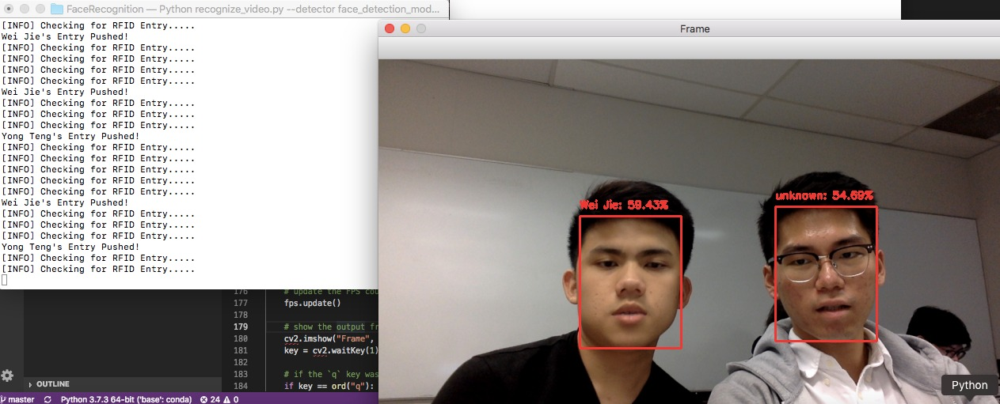 FaceRecognition — Python recognize_video.py --detector face_detection_mod...
[INFO] Checking for RFID Entry.....
Wei Jie's Entry Pushed!
[INFO] Checking for RFID Entry.....
[INFO] Checking for RFID Entry.....
[INFO] Checking for RFID Entry.....
[INFO] Checking for RFID Entry.....
Wei Jie's Entry Pushed!
[INFO] Checking for RFID Entry.....
[INFO] Checking for RFID Entry.....
[INFO] Checking for RFID Entry.....
Yong Teng's Entry Pushed!
[INFO] Checking for RFID Entry.....
[INFO] Checking for RFID Entry.....
[INFO] Checking for RFID Entry.....
[INFO] Checking for RFID Entry.....
[INFO] Checking for RFID Entry.....
Wei Jie's Entry Pushed!
[INFO] Checking for RFID Entry.....
[INFO] Checking for RFID Entry.....
[INFO] Checking for RFID Entry.....
Yong Teng's Entry Pushed!
[INFO] Checking for RFID Entry.....
[INFO] Checking for RFID Entry.....
Frame
Wei Jie: 59.43%
unknown: 54.69%
176 # update the FPS cou
177 fps.update()
178
179 # show the output fr
180 cv2.imshow("Frame",
181 key = cv2.waitKey(1)
182
183 # if the `q` key was
184 if key == ord("q"):
OUTLINE
master
Python 3.7.3 64-bit ('base': conda)
24
0
Python